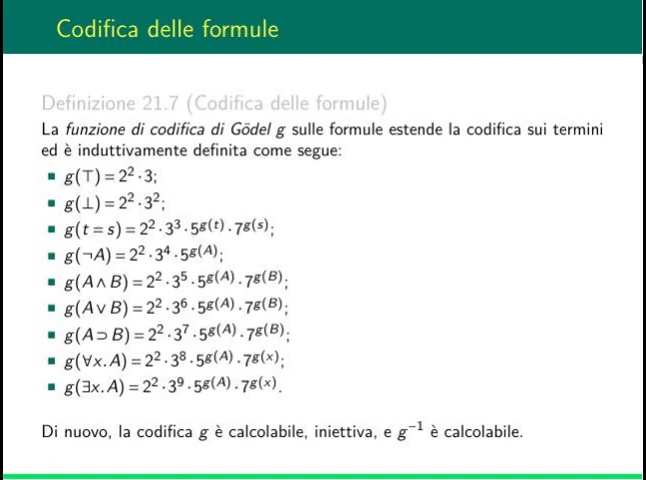 Codifica delle formule
Definizione 21.7 (Codifica delle formule)
La funzione di codifica di Gödel g sulle formule estende la codifica sui termini
ed è induttivamente definita come segue:
▪ g(⊤) = 2²·3;
▪ g(⊥) = 2²·3²;
▪ g(t = s) = 2²·3³·5^g(t)·7^g(s);
▪ g(¬A) = 2²·3⁴·5^g(A);
▪ g(A∧B) = 2²·3⁵·5^g(A)·7^g(B);
▪ g(A∨B) = 2²·3⁶·5^g(A)·7^g(B);
▪ g(A⊃B) = 2²·3⁷·5^g(A)·7^g(B);
▪ g(∀x.A) = 2²·3⁸·5^g(A)·7^g(x);
▪ g(∃x.A) = 2²·3⁹·5^g(A)·7^g(x).
Di nuovo, la codifica g è calcolabile, iniettiva, e g⁻¹ è calcolabile.